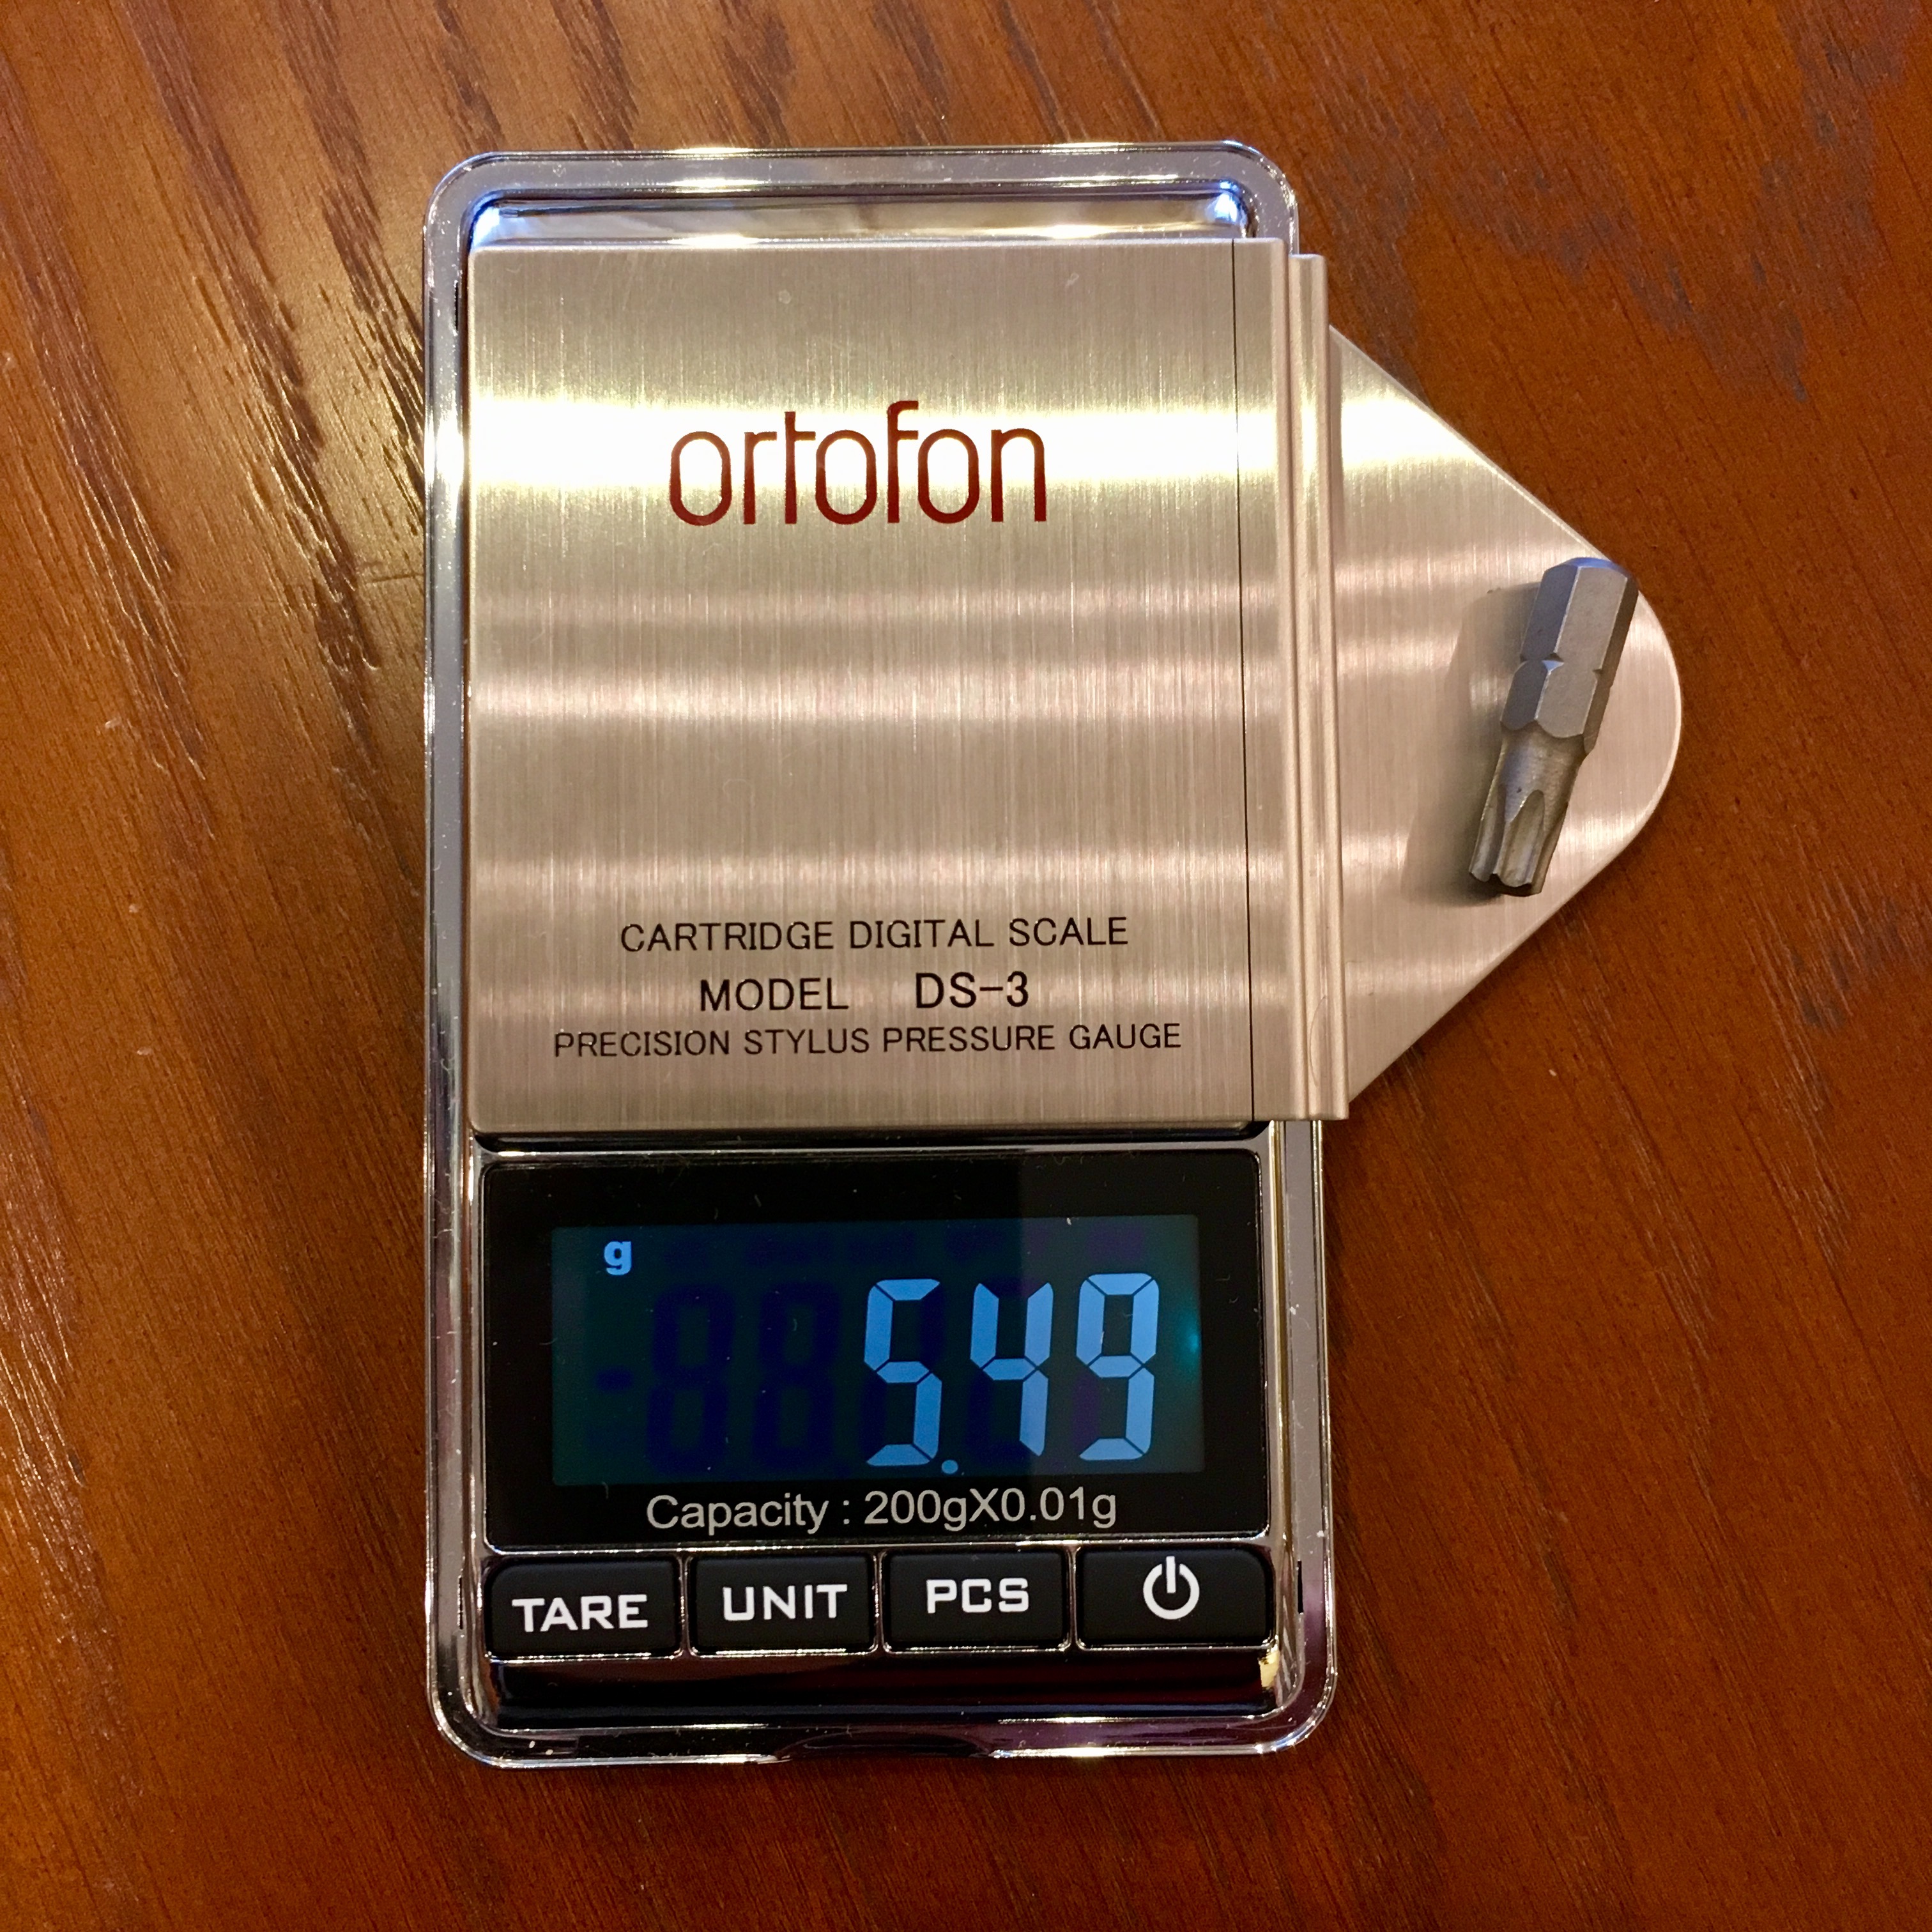 ortofon
CARTRIDGE DIGITAL SCALE
MODEL DS-3
PRECISION STYLUS PRESSURE GAUGE
g
5.49
Capacity : 200gX0.01g
TARE UNIT PCS